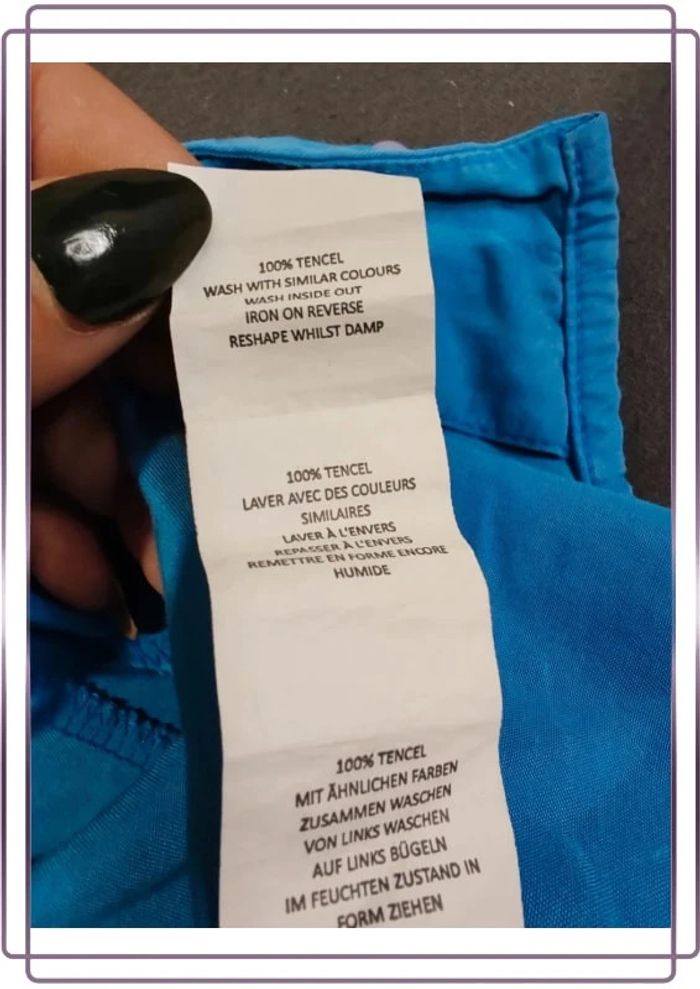 100% TENCEL
WASH WITH SIMILAR COLOURS
WASH INSIDE OUT
IRON ON REVERSE
RESHAPE WHILST DAMP
100% TENCEL
LAVER AVEC DES COULEURS
SIMILAIRES
LAVER À L'ENVERS
REPASSER À L'ENVERS
REMETTRE EN FORME ENCORE
HUMIDE
100% TENCEL
MIT ÄHNLICHEN FARBEN
ZUSAMMEN WASCHEN
VON LINKS WASCHEN
AUF LINKS BÜGELN
IM FEUCHTEN ZUSTAND IN
FORM ZIEHEN